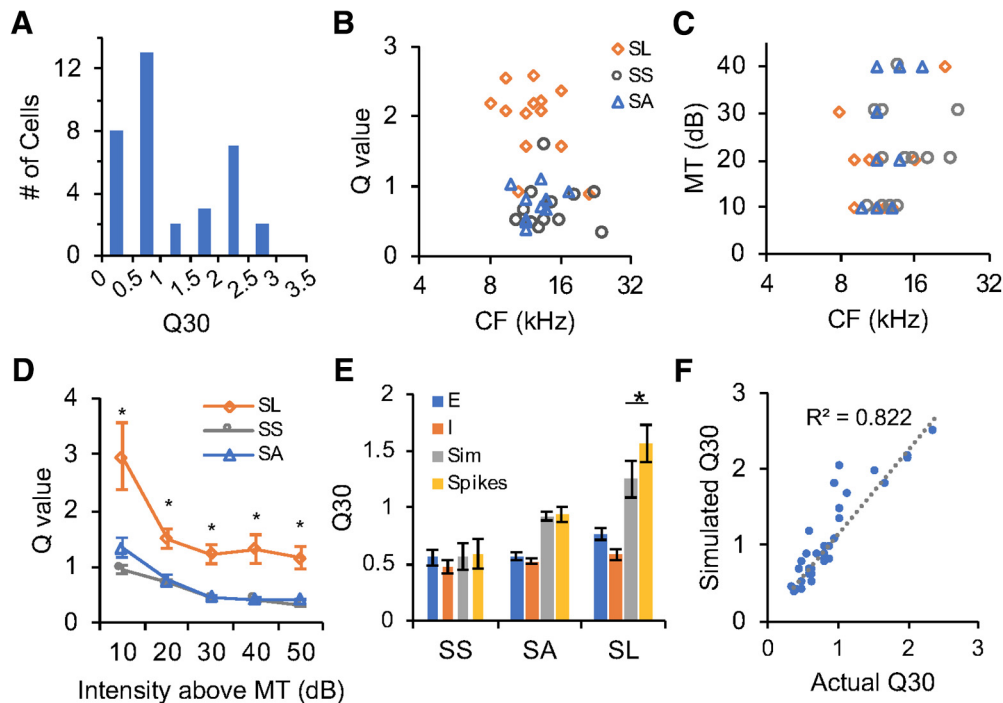 A
12
8
4
0
# of Cells
0
0.5
1
1.5
2
2.5
3
3.5
Q30
B
3
2
1
0
Q value
4
8
16
32
CF (kHz)
SL
SS
SA
C
40
30
20
10
0
MT (dB)
4
8
16
32
CF (kHz)
D
4
3
2
1
0
Q value
* * * * *
SL
SS
SA
10 20 30 40 50
Intensity above MT (dB)
E
2
1.5
1
0.5
0
Q30
E
I
Sim
Spikes
*
SS SA SL
F
3
2
1
0
Simulated Q30
R² = 0.822
0 1 2 3
Actual Q30